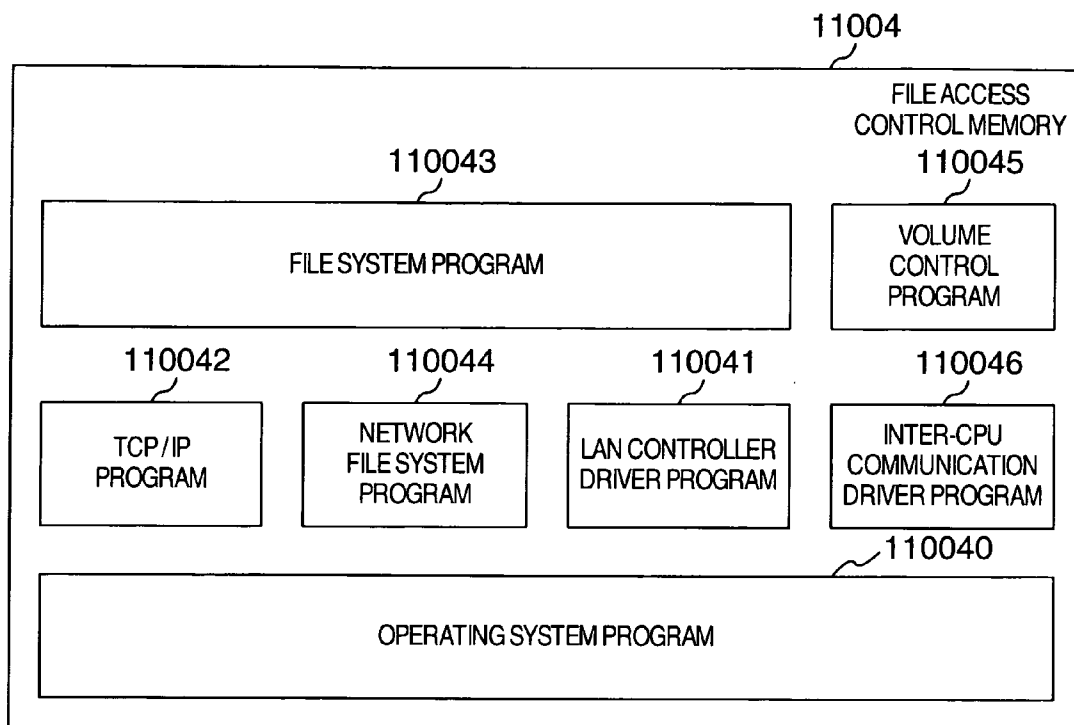 11004
FILE ACCESS
CONTROL MEMORY
110043
110045
FILE SYSTEM PROGRAM
VOLUME
CONTROL
PROGRAM
110042
110044
110041
110046
TCP/IP
PROGRAM
NETWORK
FILE SYSTEM
PROGRAM
LAN CONTROLLER
DRIVER PROGRAM
INTER-CPU
COMMUNICATION
DRIVER PROGRAM
110040
OPERATING SYSTEM PROGRAM